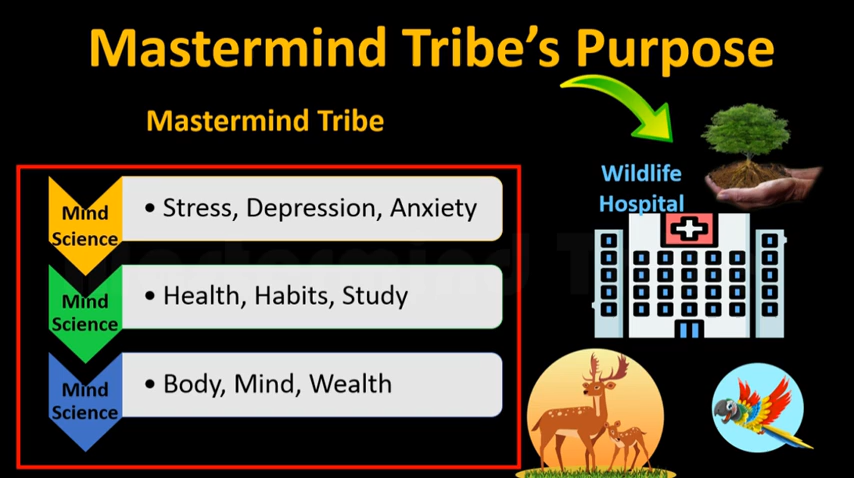 Mastermind Tribe's Purpose
Mastermind Tribe
Mind
Science
• Stress, Depression, Anxiety
Mind
Science
• Health, Habits, Study
Mind
Science
• Body, Mind, Wealth
Wildlife
Hospital